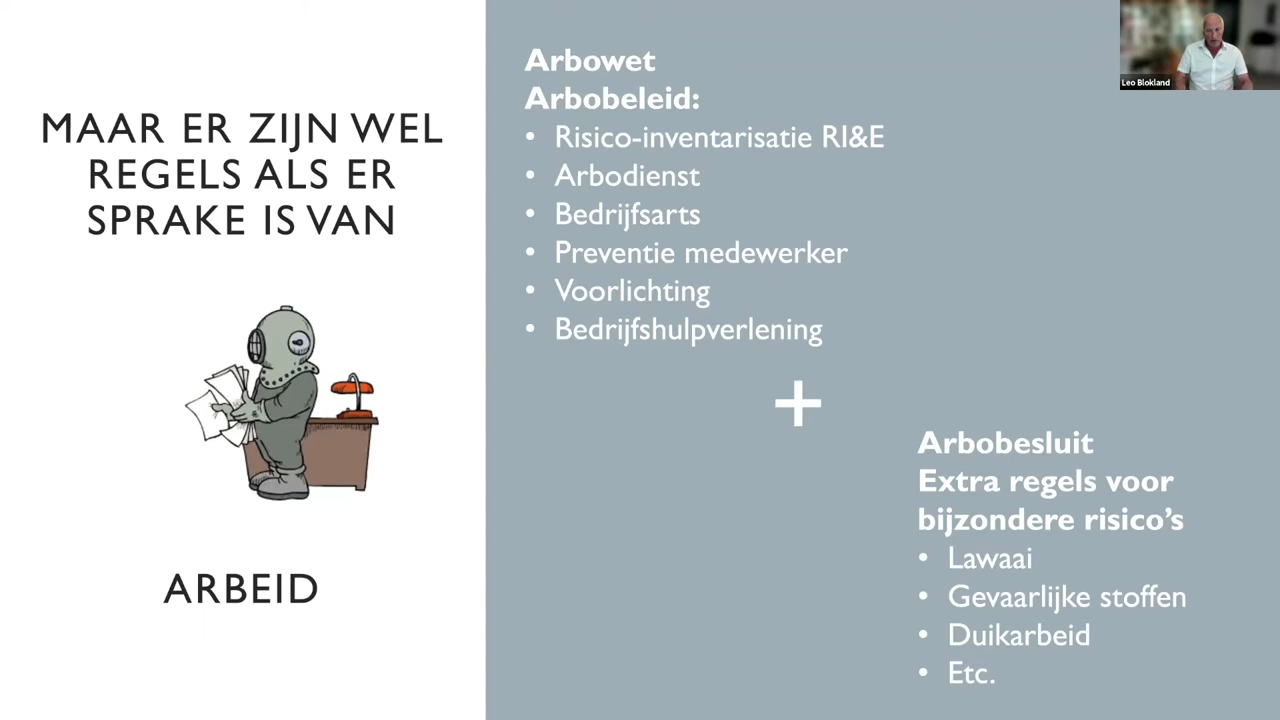 MAAR ER ZIJN WEL
REGELS ALS ER
SPRAKE IS VAN
ARBEID
Arbowet
Arbobeleid:
• Risico-inventarisatie RI&E
• Arbodienst
• Bedrijfsarts
• Preventie medewerker
• Voorlichting
• Bedrijfshulpverlening
+
Arbobesluit
Extra regels voor
bijzondere risico's
• Lawaai
• Gevaarlijke stoffen
• Duikarbeid
• Etc.
Leo Blokland